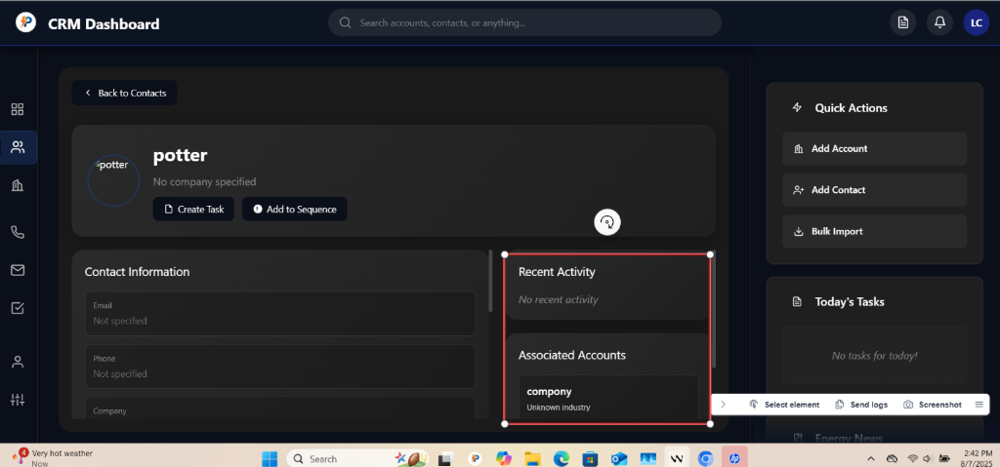 CRM Dashboard
Search accounts, contacts, or anything...
LC
Back to Contacts
potter
potter
No company specified
Create Task
Add to Sequence
Contact Information
Email
Not specified
Phone
Not specified
Company
Recent Activity
No recent activity
Associated Accounts
compony
Unknown industry
Quick Actions
Add Account
Add Contact
Bulk Import
Today's Tasks
No tasks for today!
Select element
Send logs
Screenshot
Energy News
4
Very hot weather
Now
Search
2:42 PM
8/7/2025